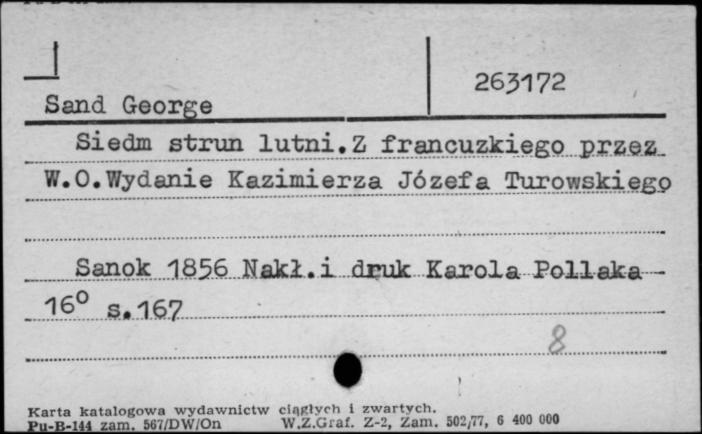 263172
Sand George
Siedm strun lutni.Z francuzkiego przez
W.O.Wydanie Kazimierza Józefa Turowskiego
Sanok 1856 Nakł.i druk Karola Pollaka
16° s.167
8
Karta katalogowa wydawnictw ciągłych i zwartych.
Pu-B-144 zam. 567/DW/On W.Z.Graf. Z-2, Zam. 502/77, 6 400 000